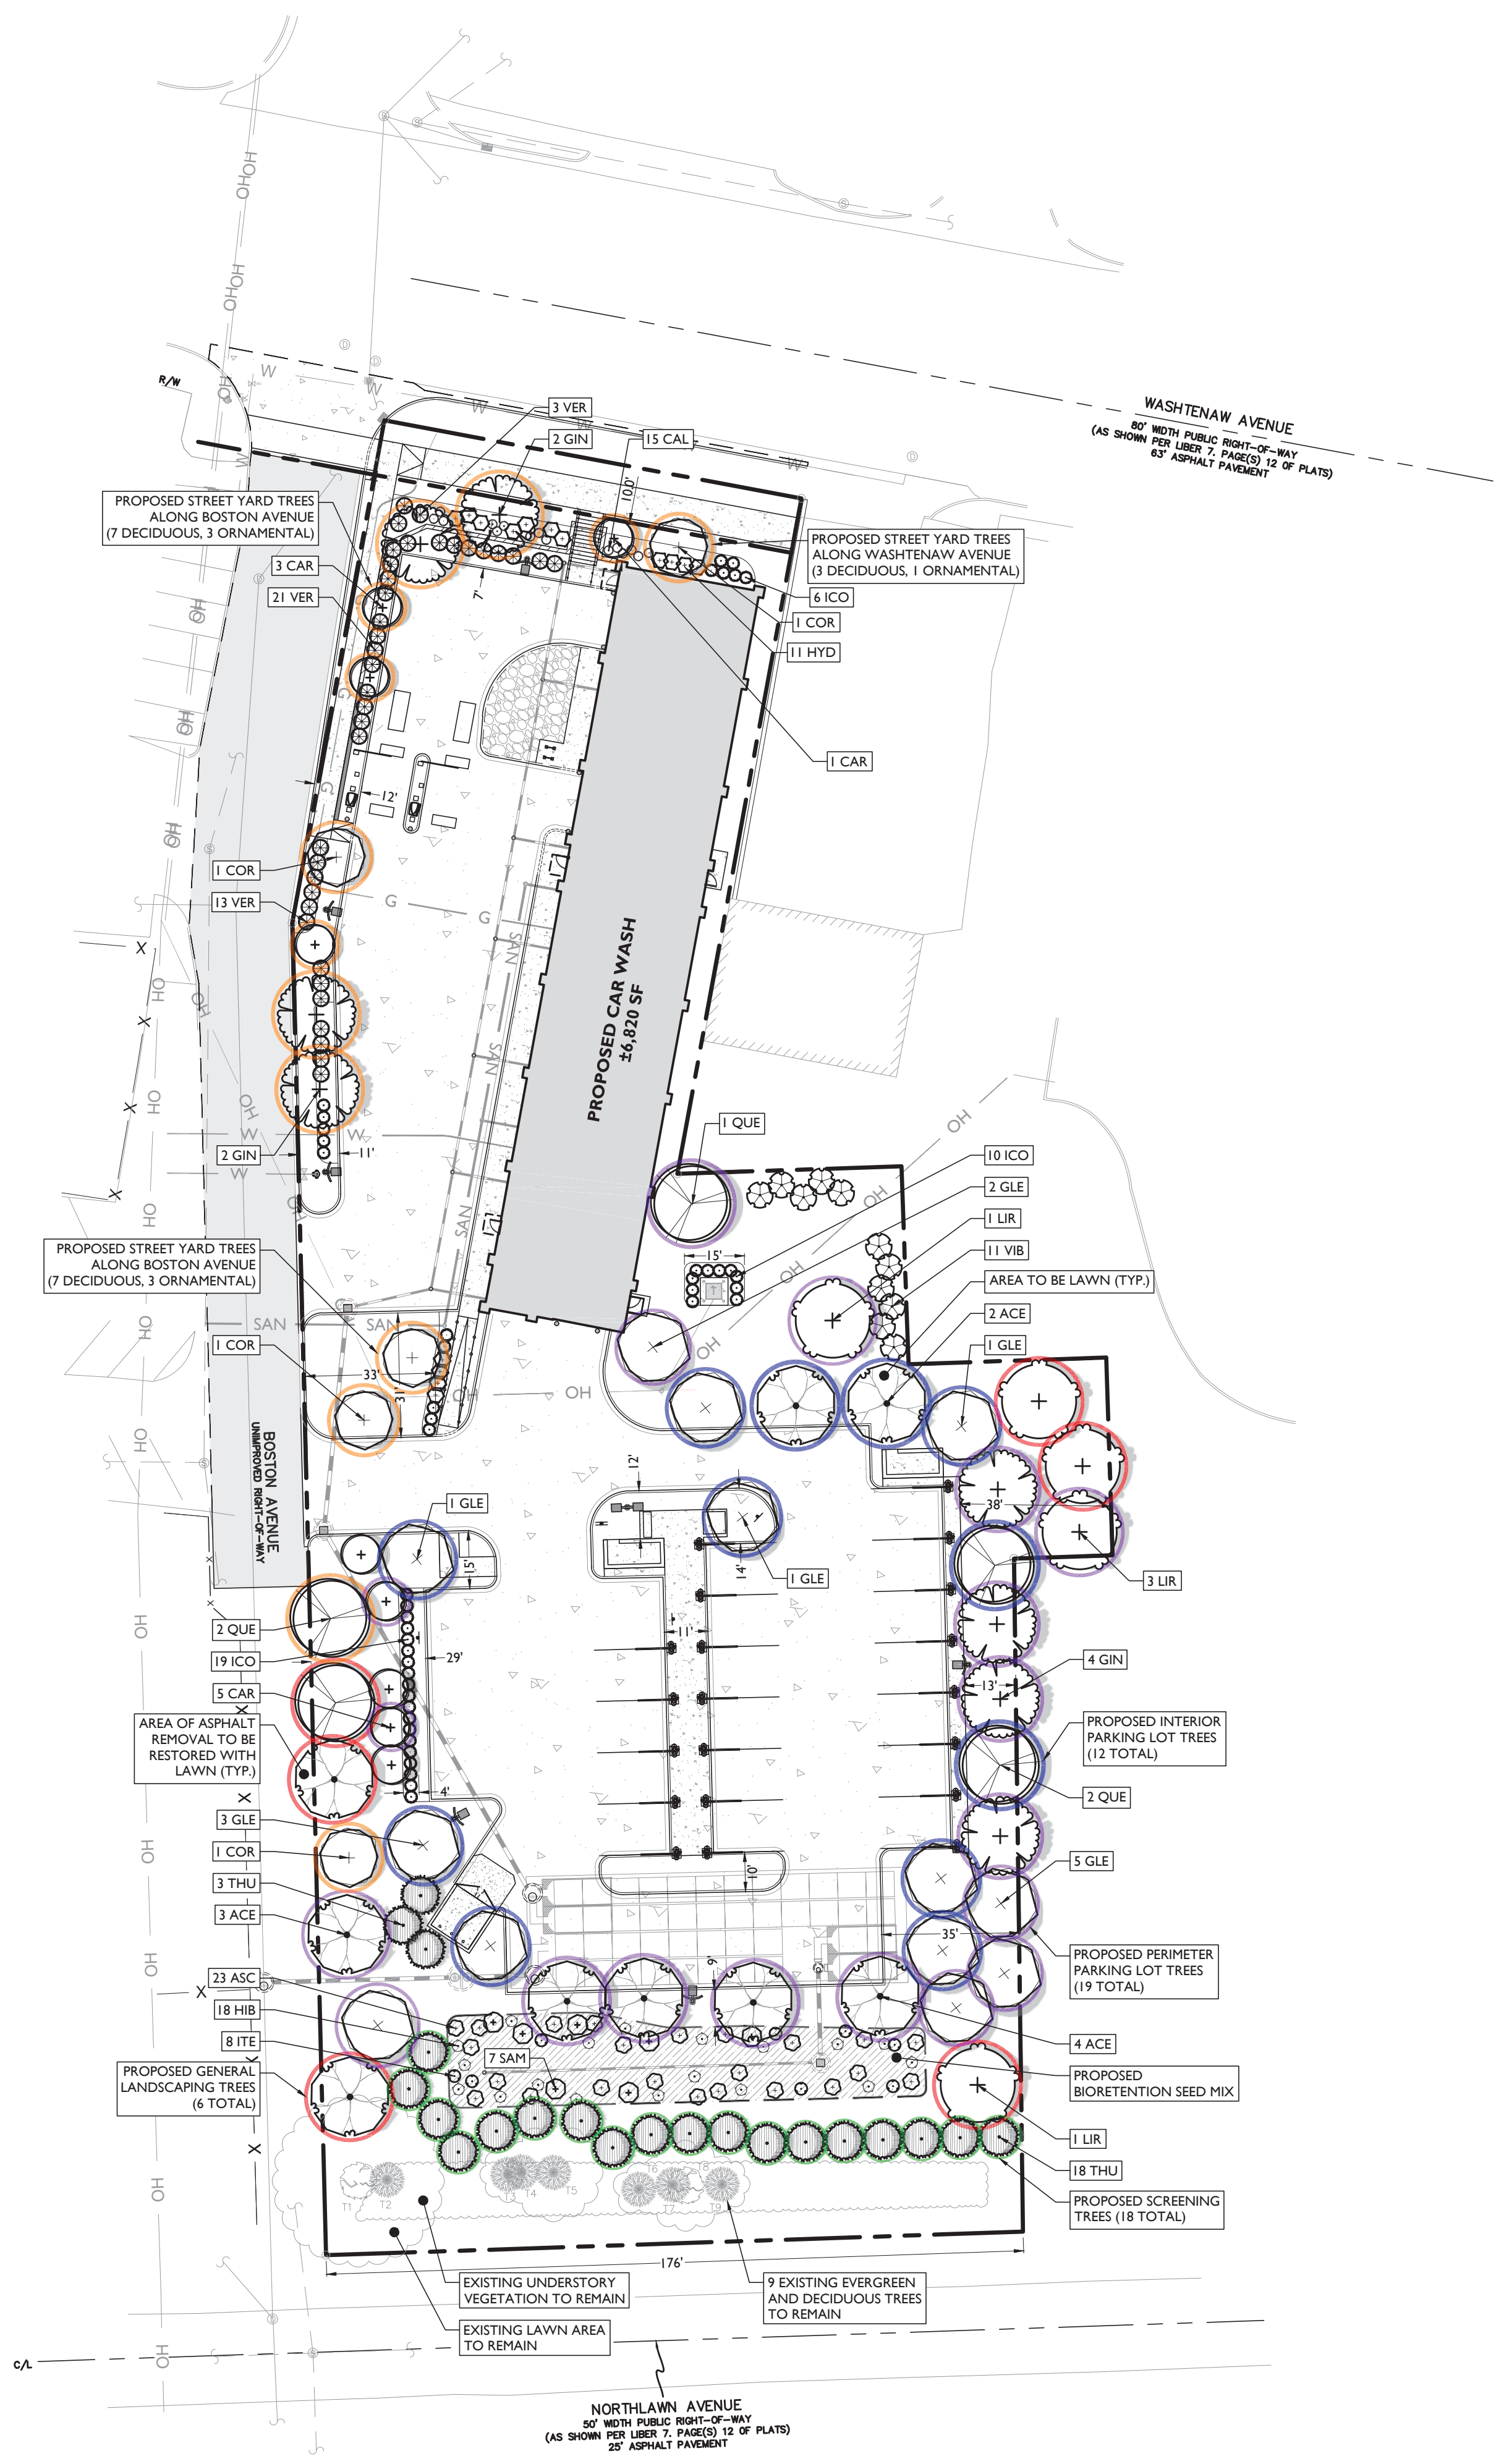 R/W
WASHTENAW AVENUE
80' WIDTH PUBLIC RIGHT-OF-WAY
(AS SHOWN PER LIBER 7. PAGE(S) 12 OF PLATS)
63' ASPHALT PAVEMENT
3 VER
2 GIN
15 CAL
10.0'
PROPOSED STREET YARD TREES
ALONG BOSTON AVENUE
(7 DECIDUOUS, 3 ORNAMENTAL)
PROPOSED STREET YARD TREES
ALONG WASHTENAW AVENUE
(3 DECIDUOUS, 1 ORNAMENTAL)
3 CAR
21 VER
7'
6 ICO
1 COR
11 HYD
1 CAR
12'
1 COR
13 VER
PROPOSED CAR WASH
±6,820 SF
2 GIN
11'
1 QUE
10 ICO
2 GLE
1 LIR
11 VIB
AREA TO BE LAWN (TYP.)
2 ACE
1 GLE
15'
PROPOSED STREET YARD TREES
ALONG BOSTON AVENUE
(7 DECIDUOUS, 3 ORNAMENTAL)
1 COR
33'
31'
BOSTON AVENUE
UNIMPROVED RIGHT-OF-WAY
1 GLE
15'
12'
14'
1 GLE
38'
3 LIR
2 QUE
19 ICO
29'
11'
5 CAR
4 GIN
13'
AREA OF ASPHALT
REMOVAL TO BE
RESTORED WITH
LAWN (TYP.)
4'
PROPOSED INTERIOR
PARKING LOT TREES
(12 TOTAL)
2 QUE
3 GLE
1 COR
3 THU
3 ACE
10'
5 GLE
35'
PROPOSED PERIMETER
PARKING LOT TREES
(19 TOTAL)
23 ASC
18 HIB
8 ITE
9'
7 SAM
4 ACE
PROPOSED
BIORETENTION SEED MIX
PROPOSED GENERAL
LANDSCAPING TREES
(6 TOTAL)
1 LIR
18 THU
PROPOSED SCREENING
TREES (18 TOTAL)
T1
T2
T3
T4
T5
T6
T7
T8
T9
176'
EXISTING UNDERSTORY
VEGETATION TO REMAIN
9 EXISTING EVERGREEN
AND DECIDUOUS TREES
TO REMAIN
EXISTING LAWN AREA
TO REMAIN
C/L
NORTHLAWN AVENUE
50' WIDTH PUBLIC RIGHT-OF-WAY
(AS SHOWN PER LIBER 7. PAGE(S) 12 OF PLATS)
25' ASPHALT PAVEMENT